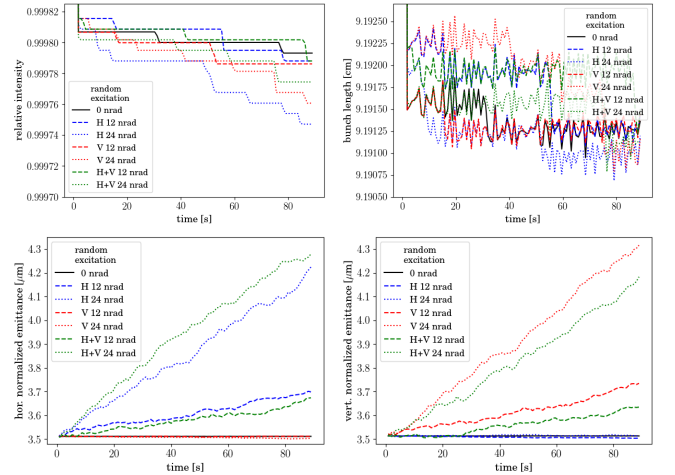 0.99982
0.99980
0.99978
0.99976
0.99974
0.99972
0.99970
relative intensity
random
excitation
0 nrad
H 12 nrad
H 24 nrad
V 12 nrad
V 24 nrad
H+V 12 nrad
H+V 24 nrad
0 20 40 60 80
time [s]
9.19250
9.19225
9.19200
9.19175
9.19150
9.19125
9.19100
9.19075
9.19050
bunch length [cm]
random
excitation
0 nrad
H 12 nrad
H 24 nrad
V 12 nrad
V 24 nrad
H+V 12 nrad
H+V 24 nrad
0 20 40 60 80
time [s]
4.3
4.2
4.1
4.0
3.9
3.8
3.7
3.6
3.5
hor. normalized emittance [μm]
random
excitation
0 nrad
H 12 nrad
H 24 nrad
V 12 nrad
V 24 nrad
H+V 12 nrad
H+V 24 nrad
0 20 40 60 80
time [s]
4.3
4.2
4.1
4.0
3.9
3.8
3.7
3.6
3.5
vert. normalized emittance [μm]
random
excitation
0 nrad
H 12 nrad
H 24 nrad
V 12 nrad
V 24 nrad
H+V 12 nrad
H+V 24 nrad
0 20 40 60 80
time [s]